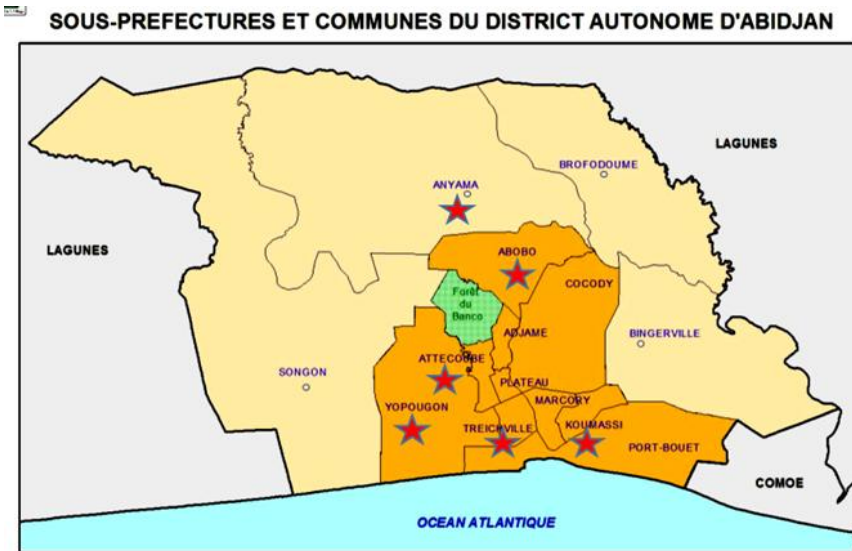 SOUS-PREFECTURES ET COMMUNES DU DISTRICT AUTONOME D'ABIDJAN
LAGUNES
BROFODOUME
ANYAMA
LAGUNES
ABOBO
COCODY
Forêt
du
Banco
ADJAME
BINGERVILLE
ATTECOUBE
SONGON
PLATEAU
MARCORY
YOPOUGON
TREICHVILLE
KOUMASSI
PORT-BOUET
COMOE
OCEAN ATLANTIQUE